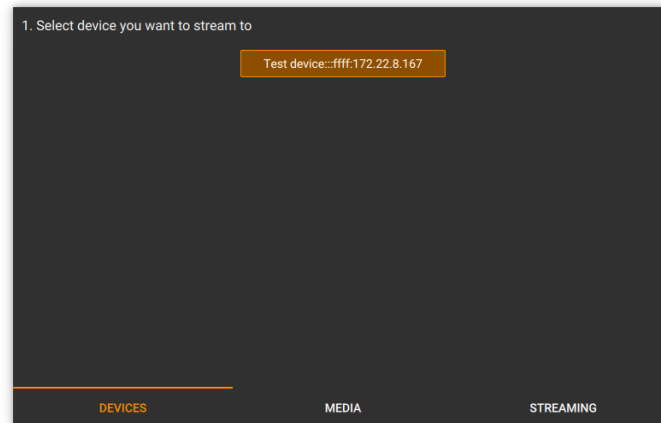 1. Select device you want to stream to
Test device:::ffff:172.22.8.167
DEVICES
MEDIA
STREAMING